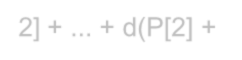 2] + ... + d(P[2] +